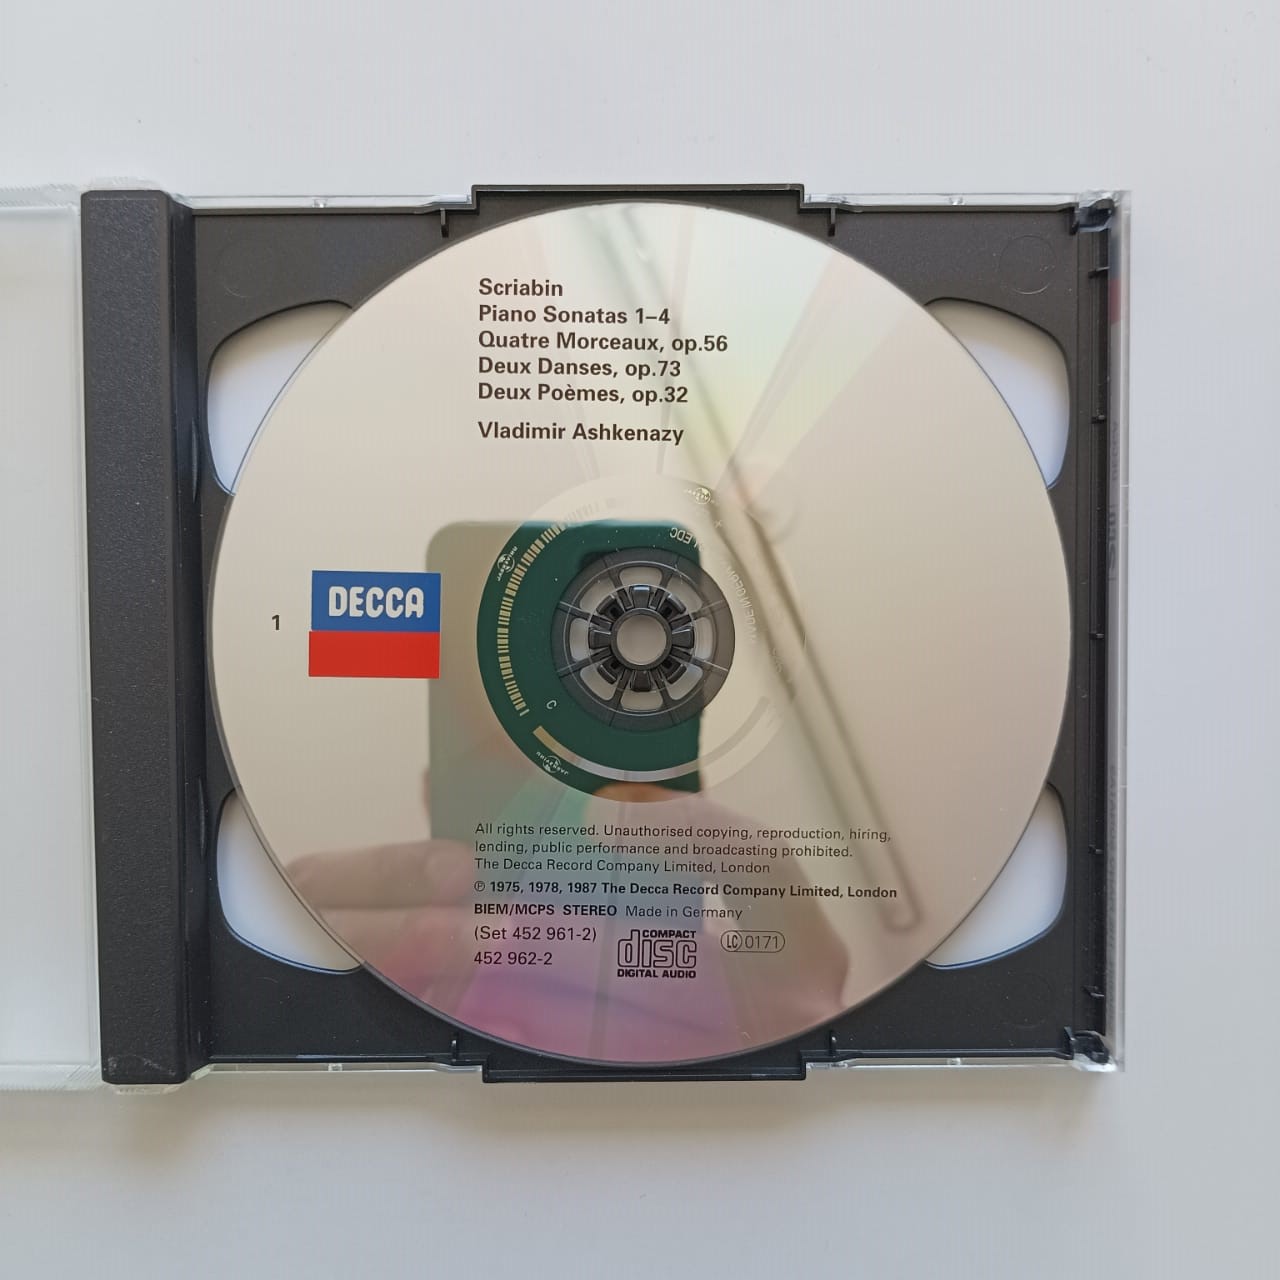 Scriabin
Piano Sonatas 1–4
Quatre Morceaux, op.56
Deux Danses, op.73
Deux Poèmes, op.32
Vladimir Ashkenazy
1
DECCA
All rights reserved. Unauthorised copying, reproduction, hiring,
lending, public performance and broadcasting prohibited.
The Decca Record Company Limited, London
℗ 1975, 1978, 1987 The Decca Record Company Limited, London
BIEM/MCPS STEREO Made in Germany
(Set 452 961-2)
452 962-2
COMPACT
disc
DIGITAL AUDIO
LC 0171